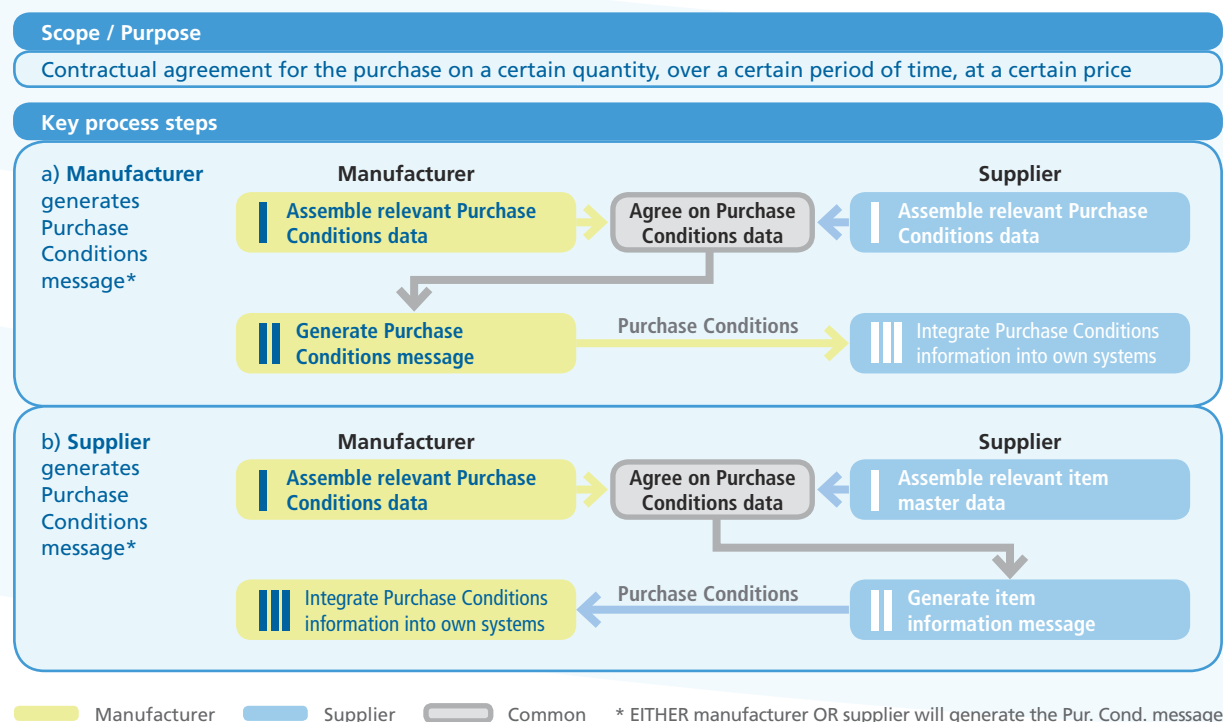 Scope / Purpose
Contractual agreement for the purchase on a certain quantity, over a certain period of time, at a certain price
Key process steps
a) Manufacturer
generates
Purchase
Conditions
message*
Manufacturer
Supplier
I Assemble relevant Purchase
Conditions data
Agree on Purchase
Conditions data
I Assemble relevant Purchase
Conditions data
II Generate Purchase
Conditions message
Purchase Conditions
III Integrate Purchase Conditions
information into own systems
b) Supplier
generates
Purchase
Conditions
message*
Manufacturer
Supplier
I Assemble relevant Purchase
Conditions data
Agree on Purchase
Conditions data
I Assemble relevant item
master data
III Integrate Purchase Conditions
information into own systems
Purchase Conditions
II Generate item
information message
Manufacturer Supplier Common * EITHER manufacturer OR supplier will generate the Pur. Cond. message